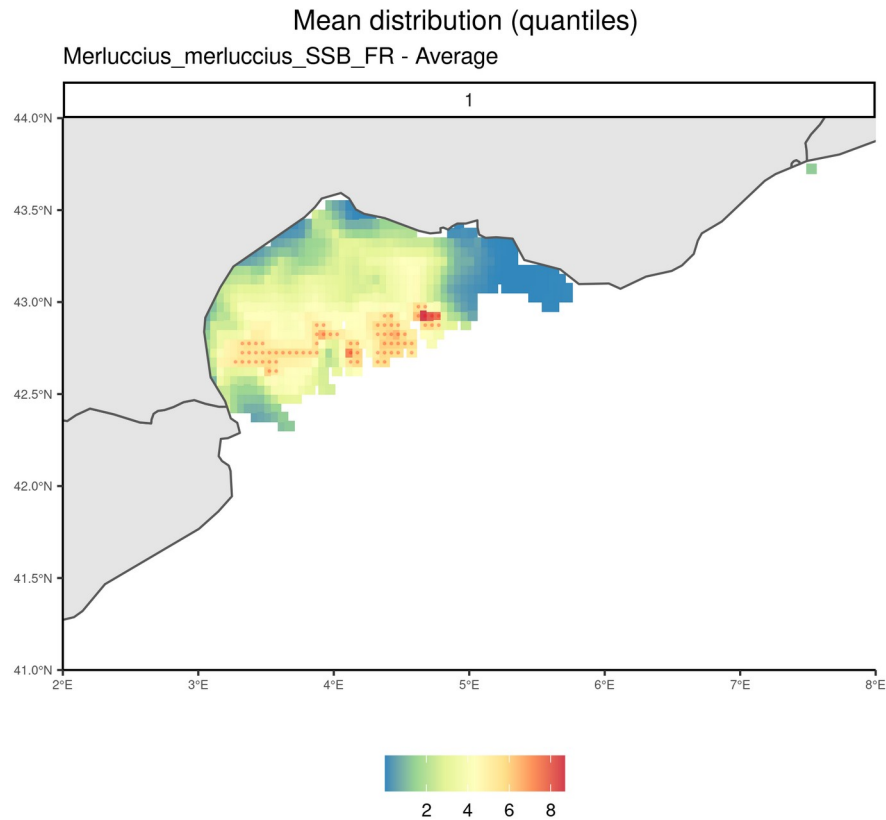 Mean distribution (quantiles)
Merluccius_merluccius_SSB_FR - Average
1
44.0°N
43.5°N
43.0°N
42.5°N
42.0°N
41.5°N
41.0°N
2°E 3°E 4°E 5°E 6°E 7°E 8°E
2 4 6 8